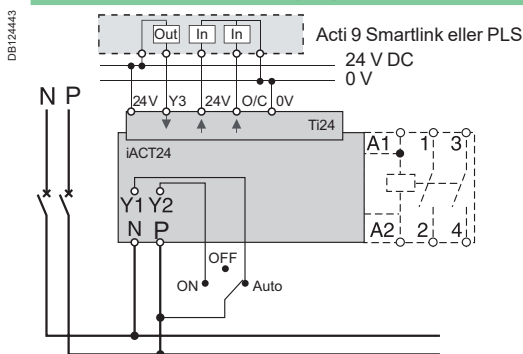 DB124443
Out In In
Acti 9 Smartlink eller PLS
24 V DC
0 V
N P
24V Y3 24V O/C 0V
Ti24
iACT24
A1 1 3
Y1 Y2
N P
A2 2 4
OFF
ON Auto